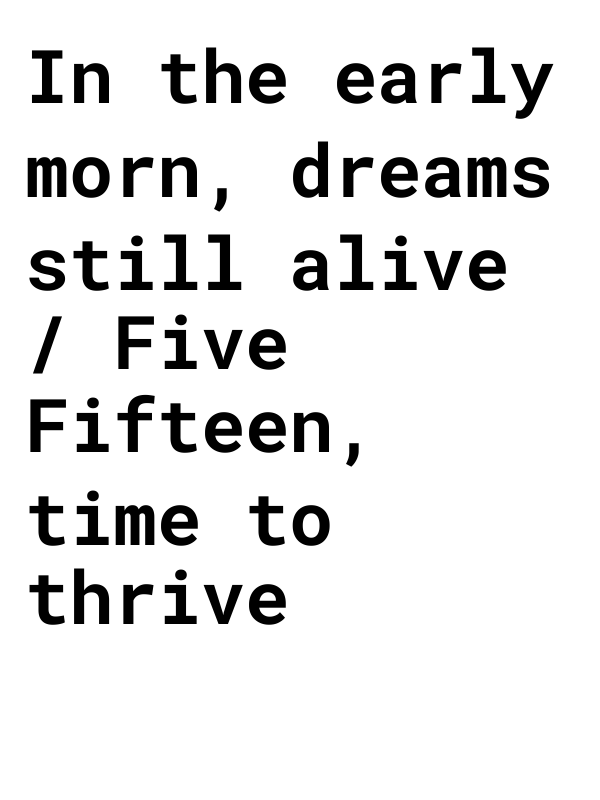 In the early
morn, dreams
still alive
/ Five
Fifteen,
time to
thrive